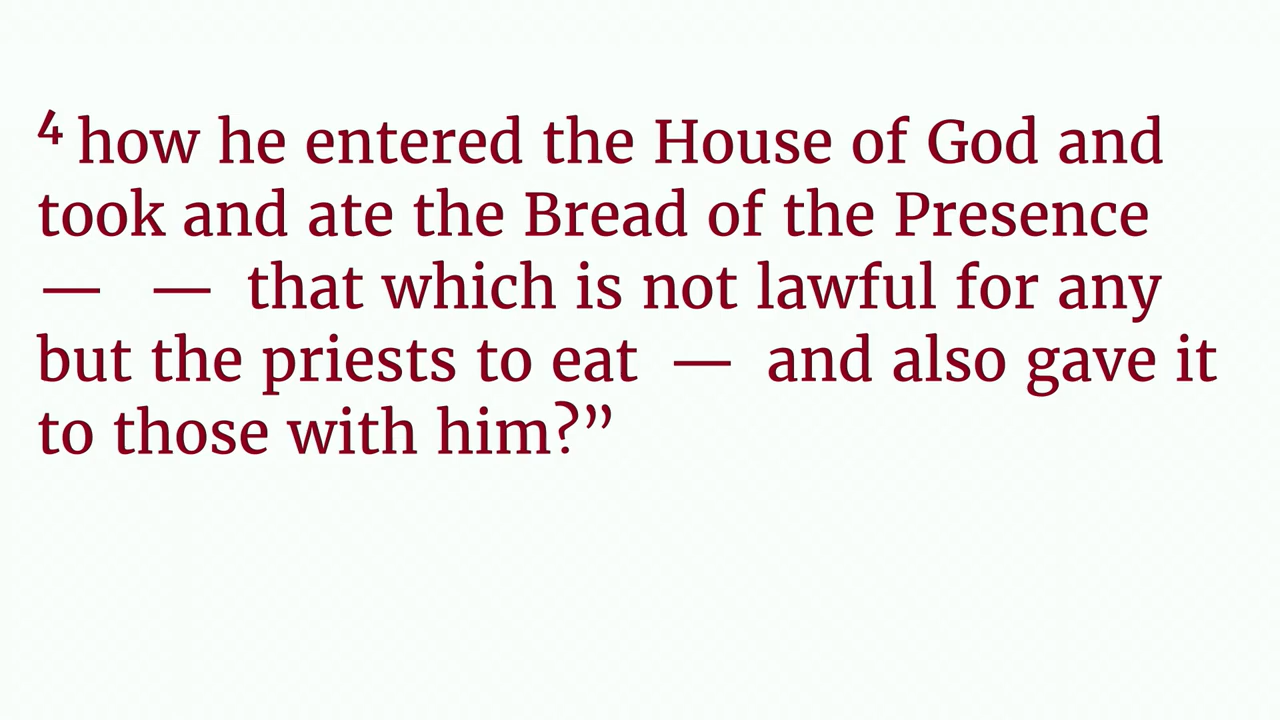 ⁴ how he entered the House of God and
took and ate the Bread of the Presence
— — that which is not lawful for any
but the priests to eat — and also gave it
to those with him?”